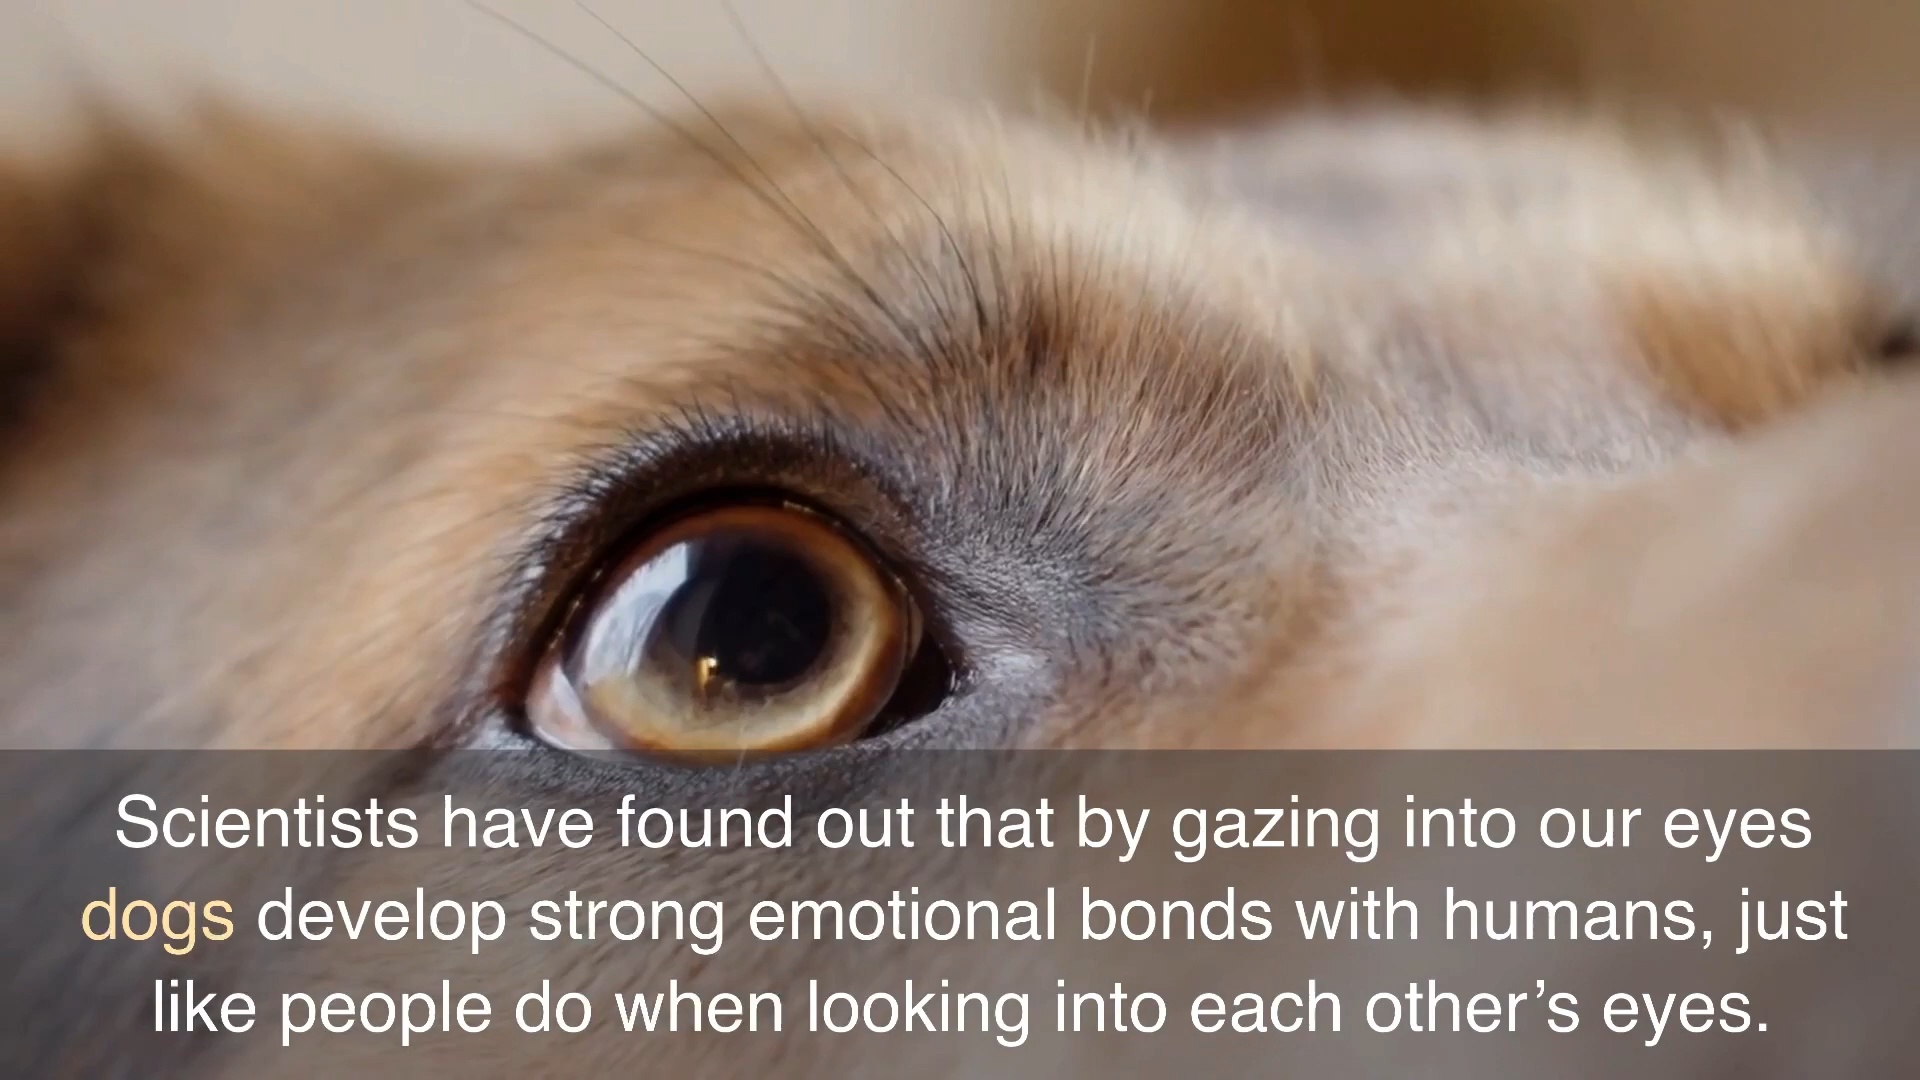 Scientists have found out that by gazing into our eyes
dogs develop strong emotional bonds with humans, just
like people do when looking into each other’s eyes.